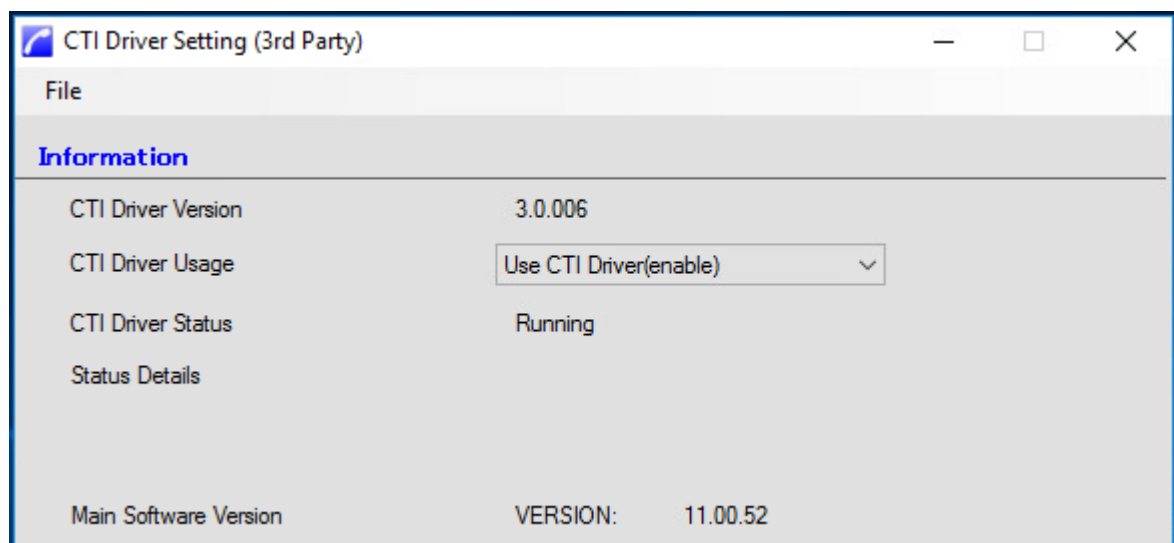 CTI Driver Setting (3rd Party)
File
Information
CTI Driver Version 3.0.006
CTI Driver Usage Use CTI Driver(enable)
CTI Driver Status Running
Status Details
Main Software Version VERSION: 11.00.52